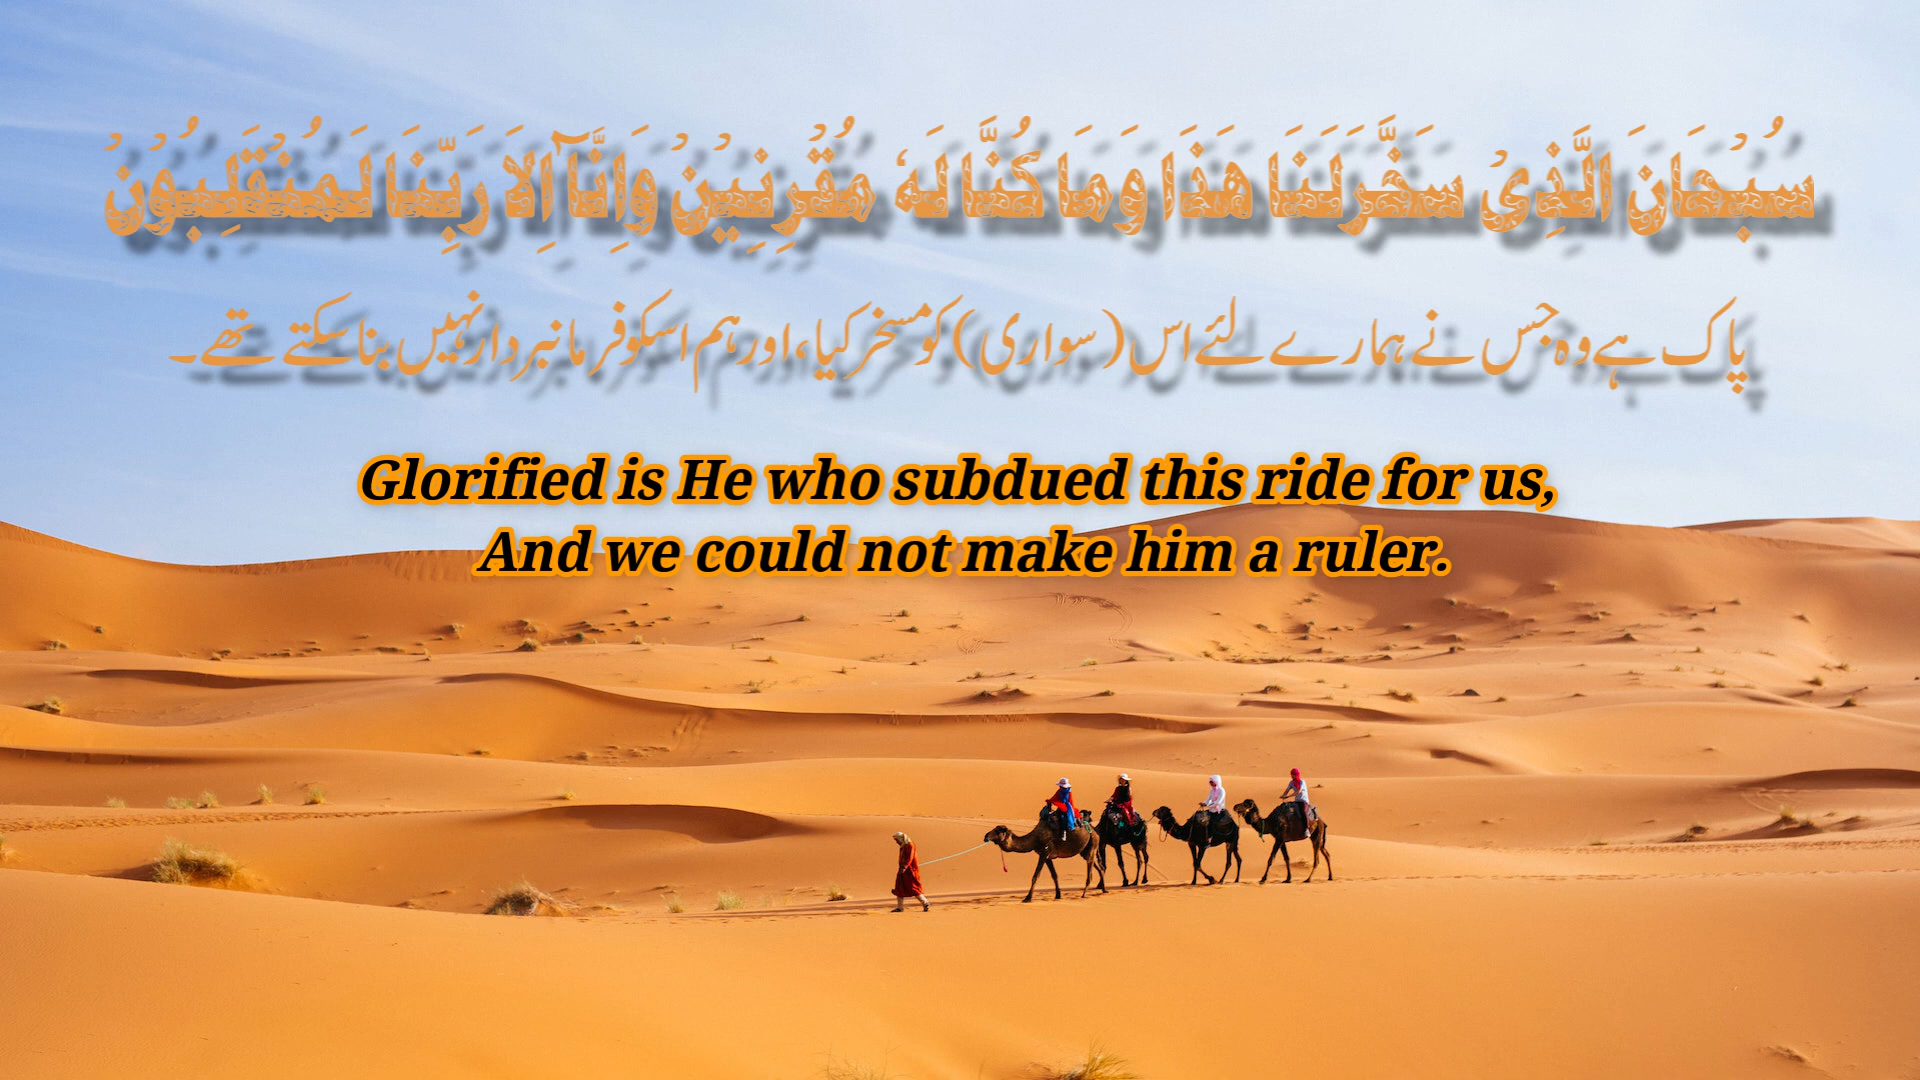 سُبْحَانَ الَّذِیْ سَخَّرَلَنَا هَذَا وَمَا كُنَّا لَهٗ مُقْرِنِیْنْ وَاِنَّآ اِلاَ رَبِّنَا لَمُنْقَلِبُوْنْ
پاک ہے وہ جس نے ہمارے لئے اس (سواری) کو مسخر کیا، اور ہم اسکو فرمانبردار نہیں بنا سکتے تھے۔
Glorified is He who subdued this ride for us,
And we could not make him a ruler.